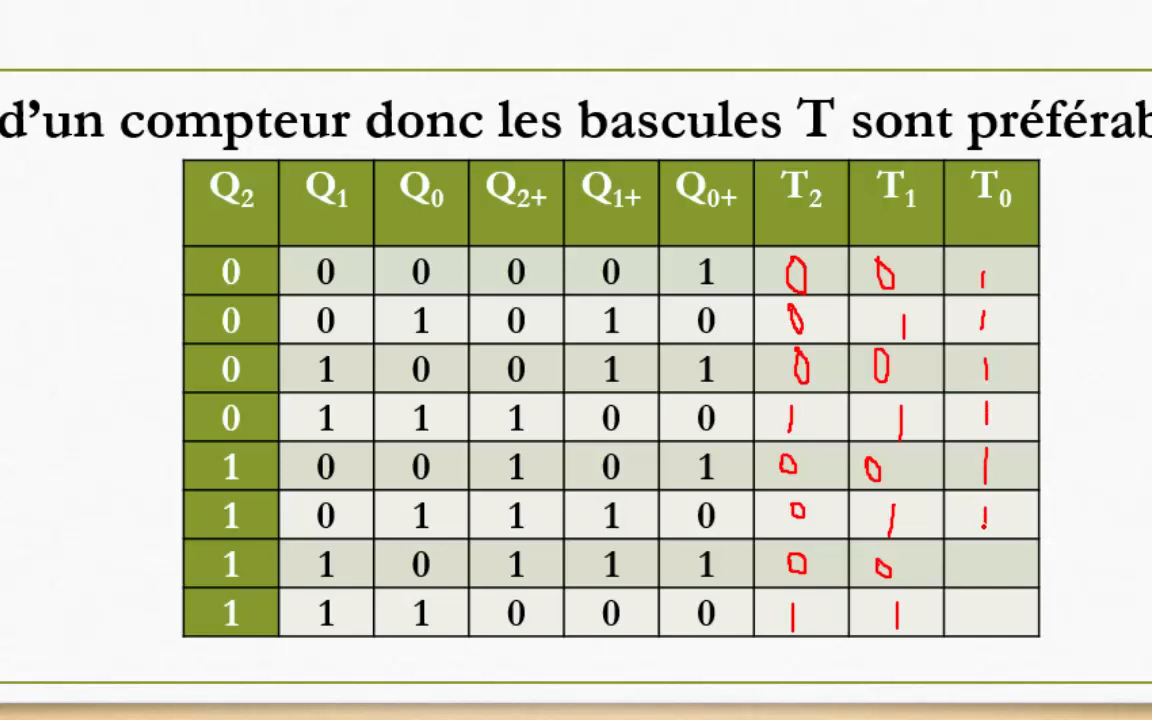 d'un compteur donc les bascules T sont préférab
Q2 Q1 Q0 Q2+ Q1+ Q0+ T2 T1 T0
0 0 0 0 0 1 0 0 1
0 0 1 0 1 0 0 1 1
0 1 0 0 1 1 0 0 1
0 1 1 1 0 0 1 1 1
1 0 0 1 0 1 0 0 1
1 0 1 1 1 0 0 1 1
1 1 0 1 1 1 0 0
1 1 1 0 0 0 1 1